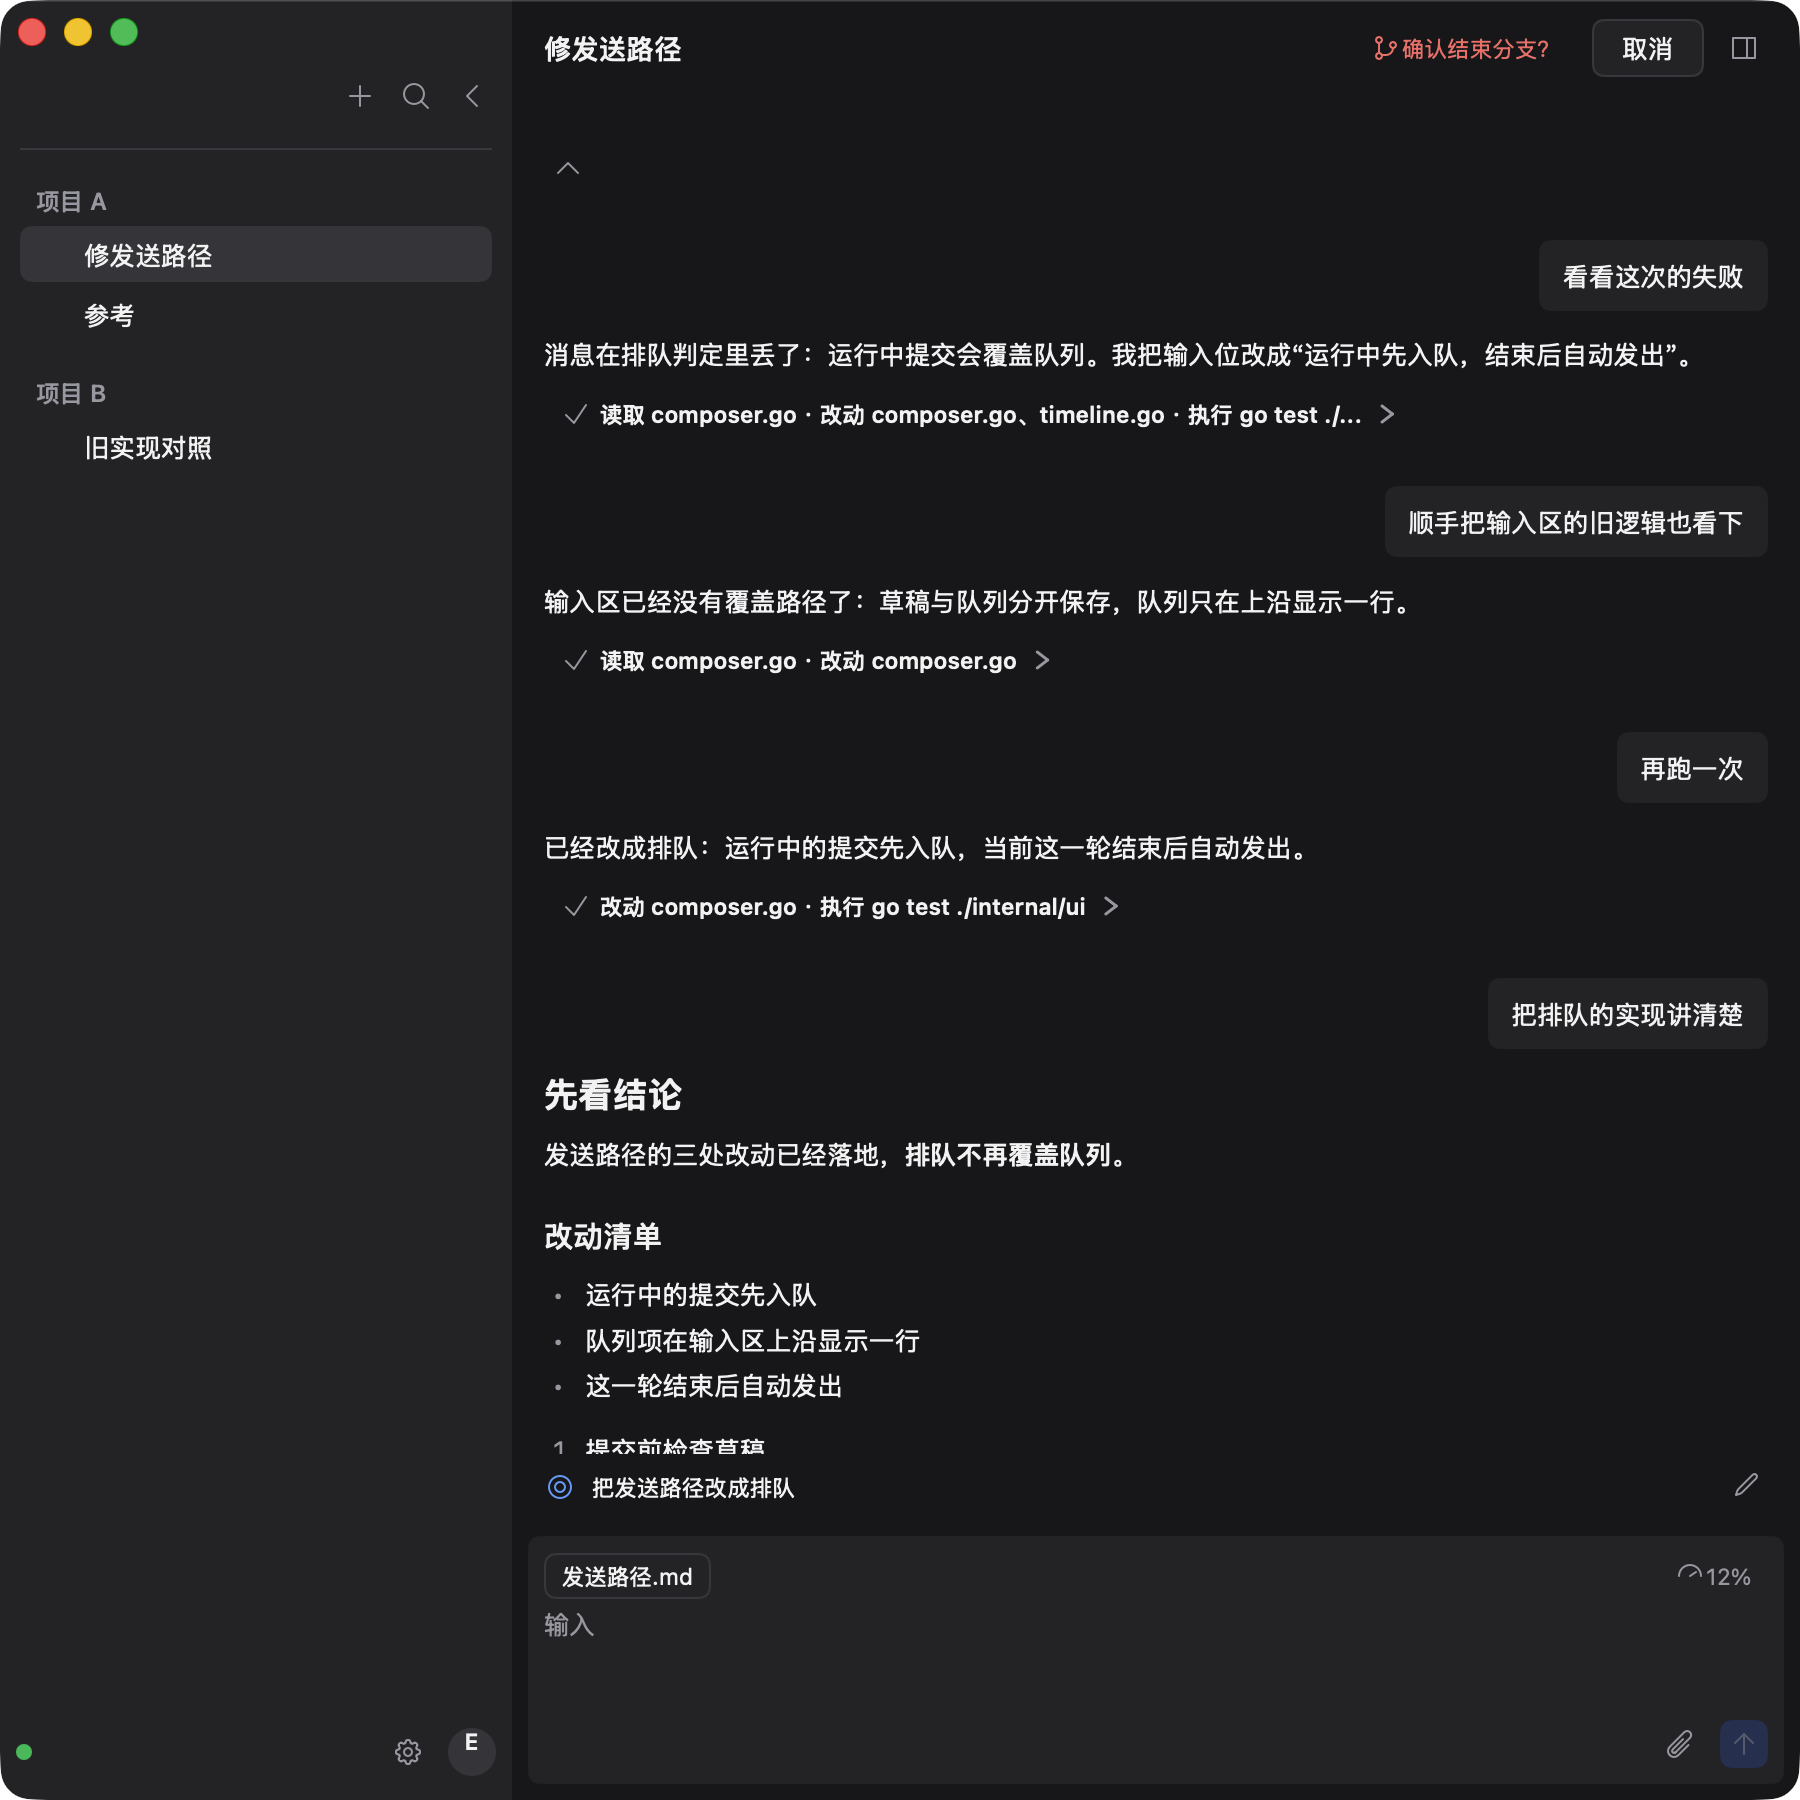 修发送路径
确认结束分支?
取消
项目 A
修发送路径
参考
项目 B
旧实现对照
看看这次的失败
消息在排队判定里丢了：运行中提交会覆盖队列。我把输入位改成“运行中先入队，结束后自动发出”。
读取 composer.go · 改动 composer.go、timeline.go · 执行 go test ./...
顺手把输入区的旧逻辑也看下
输入区已经没有覆盖路径了：草稿与队列分开保存，队列只在上沿显示一行。
读取 composer.go · 改动 composer.go
再跑一次
已经改成排队：运行中的提交先入队，当前这一轮结束后自动发出。
改动 composer.go · 执行 go test ./internal/ui
把排队的实现讲清楚
先看结论
发送路径的三处改动已经落地，排队不再覆盖队列。
改动清单
• 运行中的提交先入队
• 队列项在输入区上沿显示一行
• 这一轮结束后自动发出
1 提交前检查草稿
把发送路径改成排队
发送路径.md
12%
输入
E